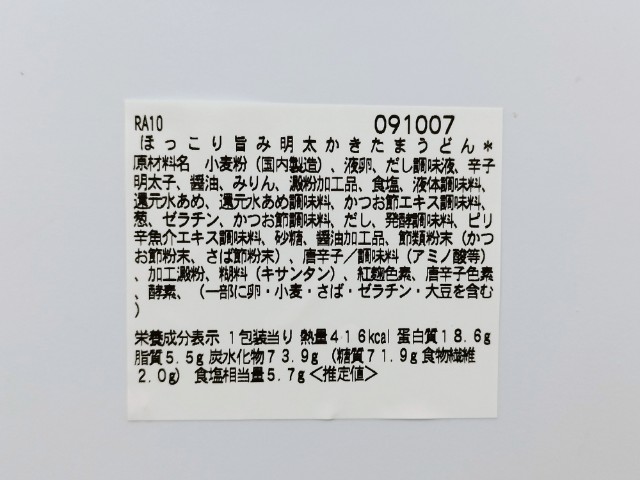 RA10 091007
ほっこり旨み明太かきたまうどん*
原材料名 小麦粉(国内製造)、液卵、だし調味液、辛子
明太子、醤油、みりん、澱粉加工品、食塩、液体調味料、
還元水あめ、還元水あめ調味料、かつお節エキス調味料、
葱、ゼラチン、かつお節調味料、だし、発酵調味料、ピリ
辛魚介エキス調味料、砂糖、醤油加工品、節類粉末(かつ
お節粉末、さば節粉末)、唐辛子/調味料(アミノ酸等)
、加工澱粉、糊料(キサンタン)、紅麹色素、唐辛子色素
、酵素、(一部に卵・小麦・さば・ゼラチン・大豆を含む
)
栄養成分表示 1包装当り 熱量416kcal 蛋白質18.6g
脂質5.5g 炭水化物73.9g (糖質71.9g 食物繊維
2.0g) 食塩相当量5.7g<推定値>